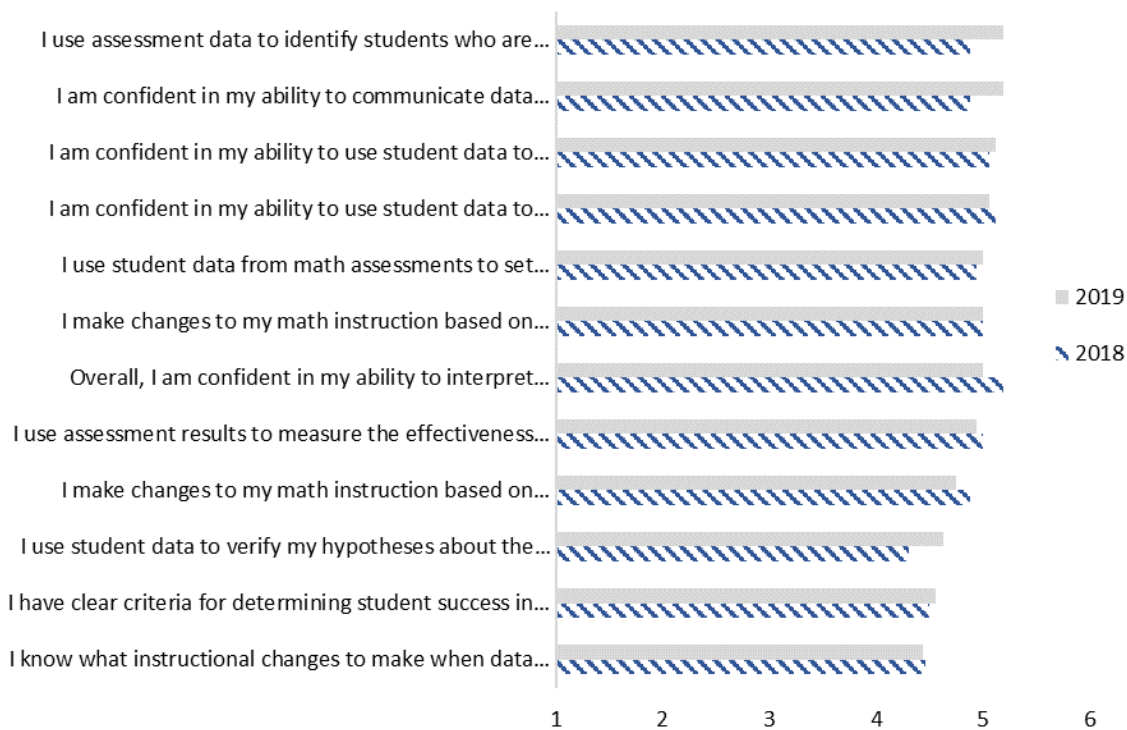 I use assessment data to identify students who are...
I am confident in my ability to communicate data...
I am confident in my ability to use student data to...
I am confident in my ability to use student data to...
I use student data from math assessments to set...
I make changes to my math instruction based on...
Overall, I am confident in my ability to interpret...
I use assessment results to measure the effectiveness...
I make changes to my math instruction based on...
I use student data to verify my hypotheses about the...
I have clear criteria for determining student success in...
I know what instructional changes to make when data...
2019
2018
1 2 3 4 5 6